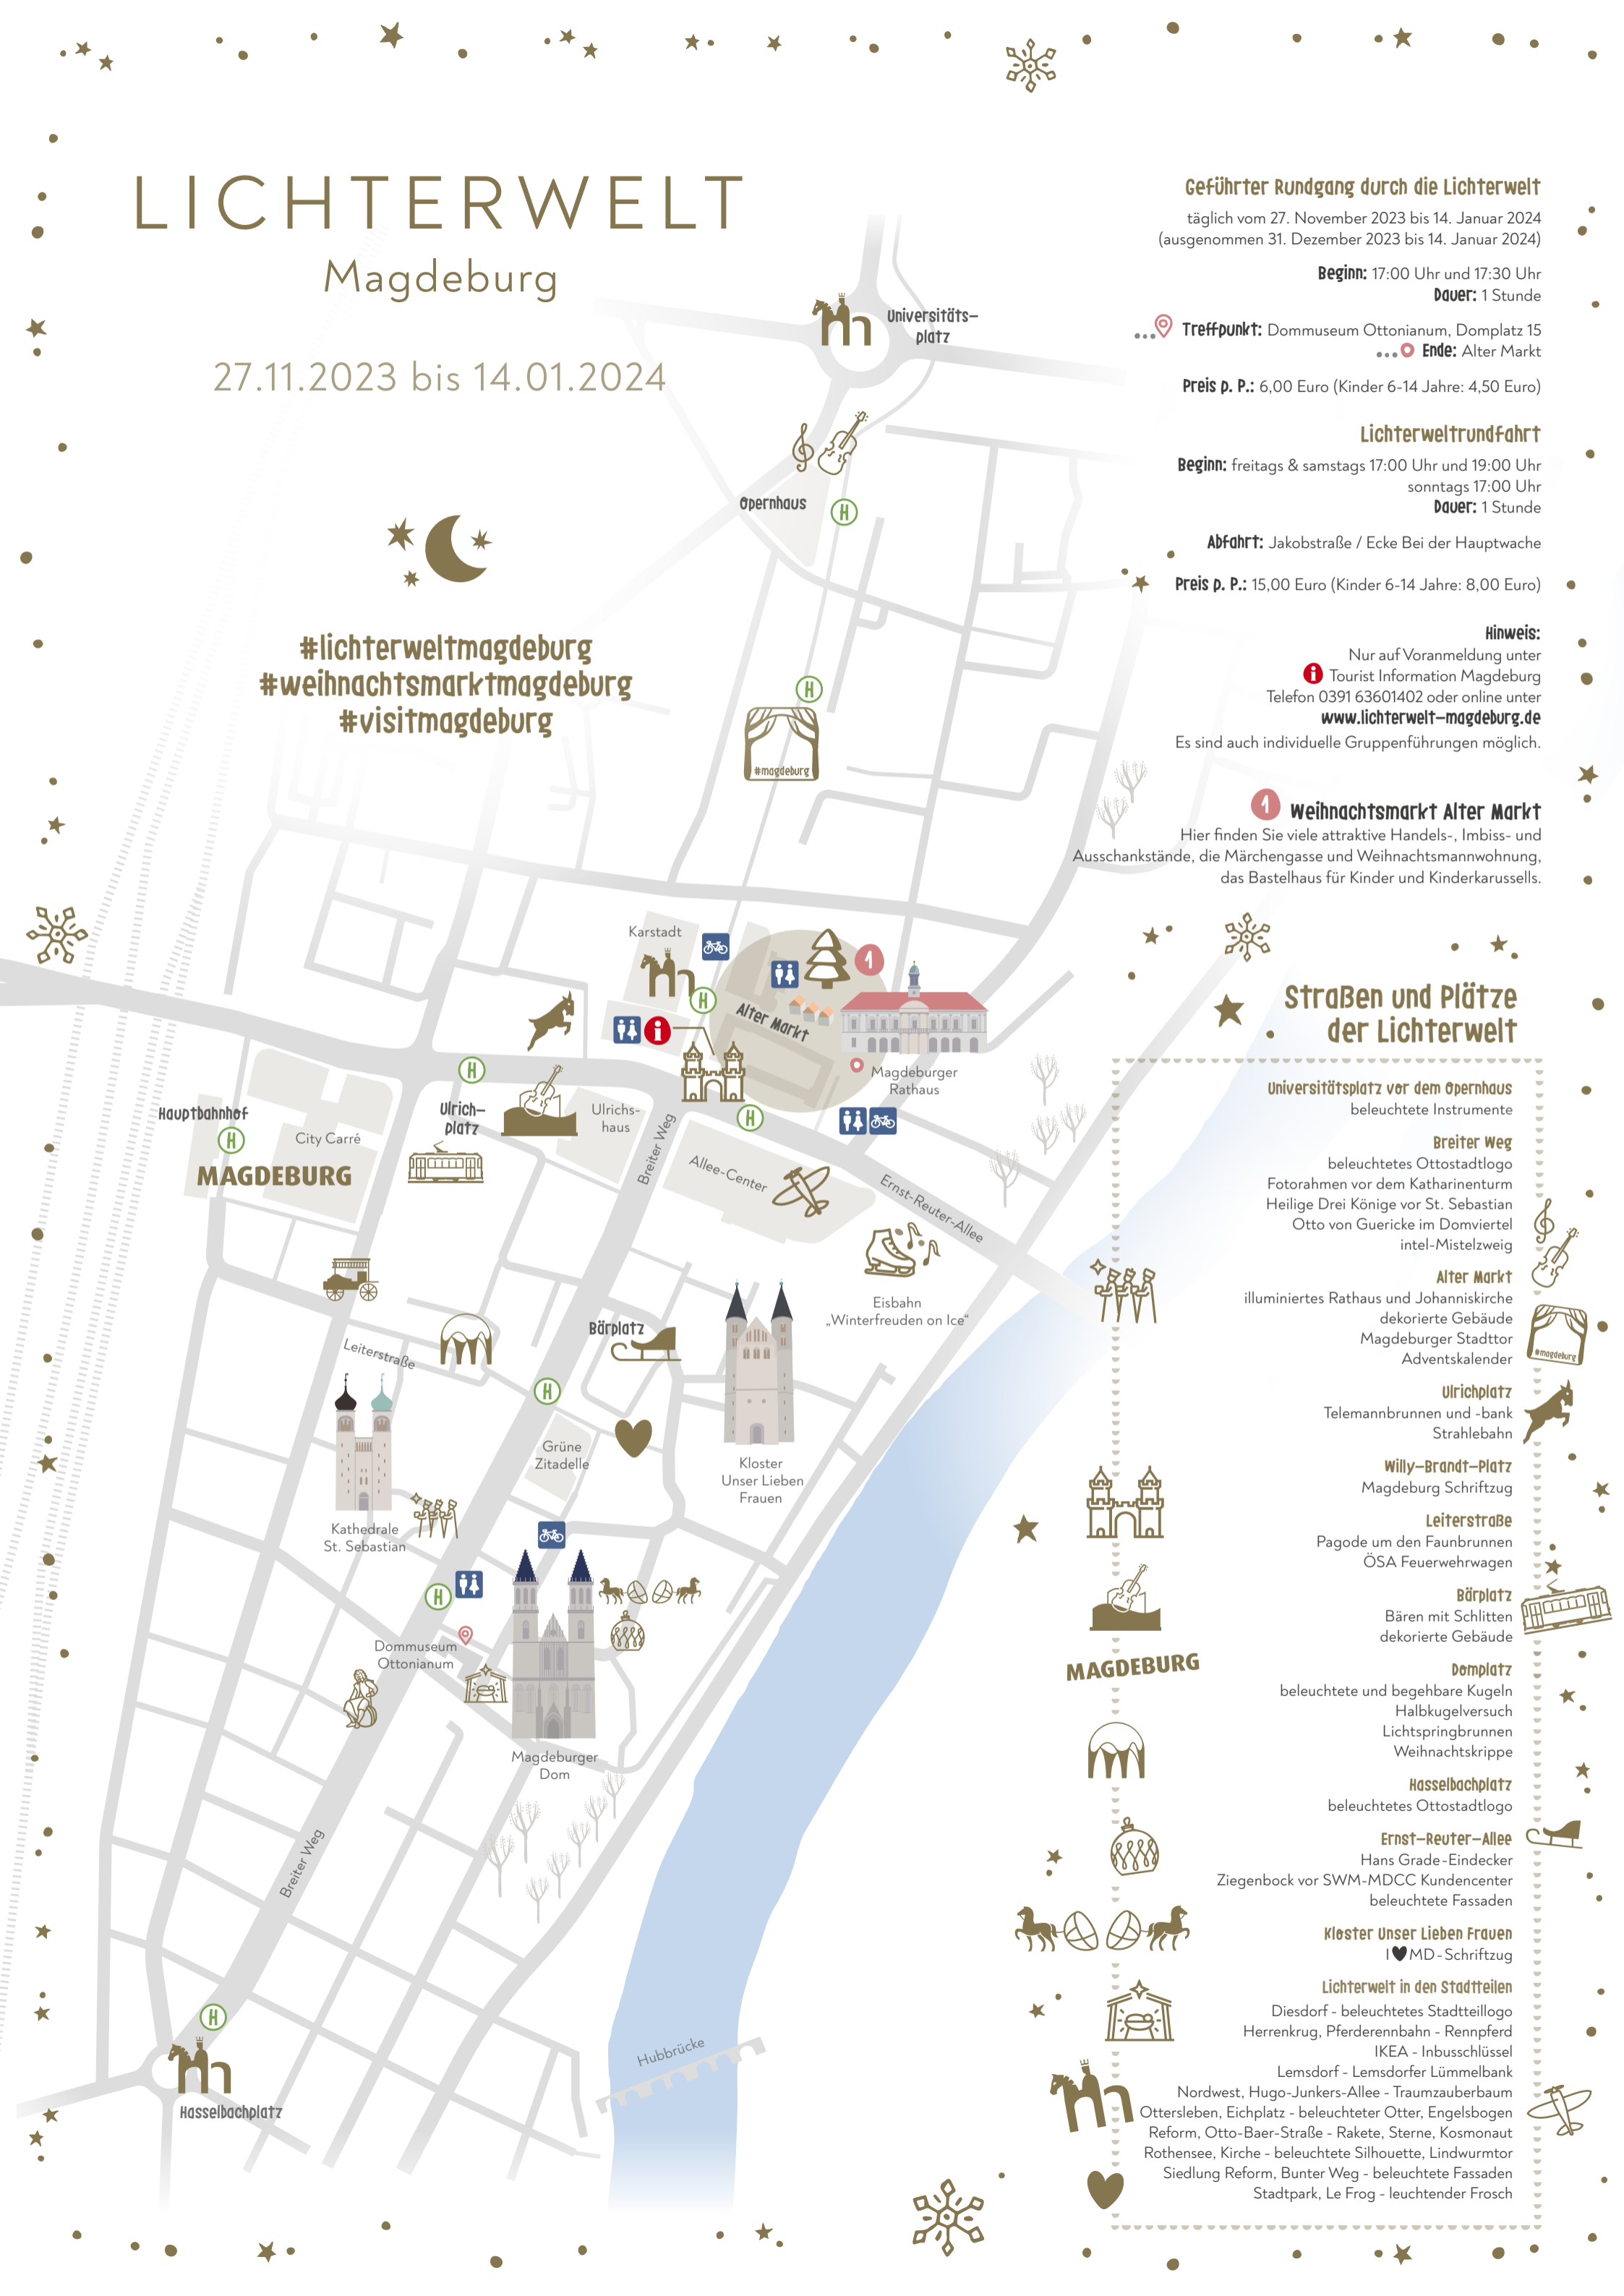 LICHTERWELT
Magdeburg
27.11.2023 bis 14.01.2024
#lichterweltmagdeburg
#weihnachtsmarktmagdeburg
#visitmagdeburg
Geführter Rundgang durch die Lichterwelt
täglich vom 27. November 2023 bis 14. Januar 2024
(ausgenommen 31. Dezember 2023 bis 14. Januar 2024)
Beginn: 17:00 Uhr und 17:30 Uhr
Dauer: 1 Stunde
Treffpunkt: Dommuseum Ottonianum, Domplatz 15
Ende: Alter Markt
Preis p. P.: 6,00 Euro (Kinder 6-14 Jahre: 4,50 Euro)
Lichterweltrundfahrt
Beginn: freitags & samstags 17:00 Uhr und 19:00 Uhr
sonntags 17:00 Uhr
Dauer: 1 Stunde
Abfahrt: Jakobstraße / Ecke Bei der Hauptwache
Preis p. P.: 15,00 Euro (Kinder 6-14 Jahre: 8,00 Euro)
Hinweis:
Nur auf Voranmeldung unter
i Tourist Information Magdeburg
Telefon 0391 63601402 oder online unter
www.lichterwelt-magdeburg.de
Es sind auch individuelle Gruppenführungen möglich.
1 Weihnachtsmarkt Alter Markt
Hier finden Sie viele attraktive Handels-, Imbiss- und
Ausschankstände, die Märchengasse und Weihnachtsmannwohnung,
das Bastelhaus für Kinder und Kinderkarussells.
Universitäts-
platz
Opernhaus
H
H
#magdeburg
Karstadt
1
H
i
Alter Markt
Magdeburger
Rathaus
H
H
Hauptbahnhof
H
City Carré
MAGDEBURG
Ulrich-
platz
Ulrichs-
haus
Breiter Weg
Allee-Center
Ernst-Reuter-Allee
Eisbahn
„Winterfreuden on Ice“
Bärplatz
Leiterstraße
H
Grüne
Zitadelle
Kloster
Unser Lieben
Frauen
Kathedrale
St. Sebastian
H
Dommuseum
Ottonianum
Magdeburger
Dom
Breiter Weg
H
Hasselbachplatz
Hubbrücke
Straßen und Plätze
der Lichterwelt
Universitätsplatz vor dem Opernhaus
beleuchtete Instrumente
Breiter Weg
beleuchtetes Ottostadtlogo
Fotorahmen vor dem Katharinenturm
Heilige Drei Könige vor St. Sebastian
Otto von Guericke im Domviertel
intel-Mistelzweig
Alter Markt
illuminiertes Rathaus und Johanniskirche
dekorierte Gebäude
Magdeburger Stadttor
Adventskalender
#magdeburg
Ulrichplatz
Telemannbrunnen und -bank
Strahlebahn
Willy-Brandt-Platz
Magdeburg Schriftzug
Leiterstraße
Pagode um den Faunbrunnen
ÖSA Feuerwehrwagen
Bärplatz
Bären mit Schlitten
dekorierte Gebäude
MAGDEBURG
Domplatz
beleuchtete und begehbare Kugeln
Halbkugelversuch
Lichtspringbrunnen
Weihnachtskrippe
Hasselbachplatz
beleuchtetes Ottostadtlogo
Ernst-Reuter-Allee
Hans Grade-Eindecker
Ziegenbock vor SWM-MDCC Kundencenter
beleuchtete Fassaden
Kloster Unser Lieben Frauen
I ♥ MD-Schriftzug
Lichterwelt in den Stadtteilen
Diesdorf - beleuchtetes Stadtteillogo
Herrenkrug, Pferderennbahn - Rennpferd
IKEA - Inbusschlüssel
Lemsdorf - Lemsdorfer Lümmelbank
Nordwest, Hugo-Junkers-Allee - Traumzauberbaum
Ottersleben, Eichplatz - beleuchteter Otter, Engelsbogen
Reform, Otto-Baer-Straße - Rakete, Sterne, Kosmonaut
Rothensee, Kirche - beleuchtete Silhouette, Lindwurmtor
Siedlung Reform, Bunter Weg - beleuchtete Fassaden
Stadtpark, Le Frog - leuchtender Frosch